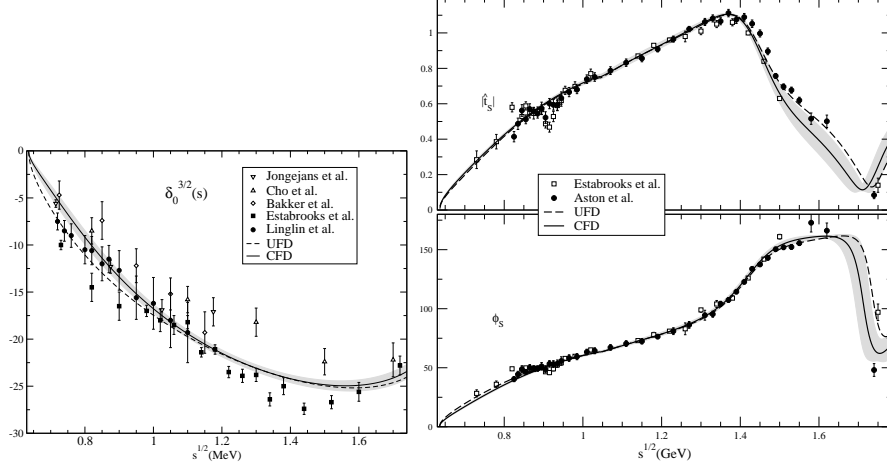 0
-5
-10
-15
-20
-25
-30
0.8
1
1.2
1.4
1.6
s^{1/2}(MeV)
δ_0^{3/2}(s)
Jongejans et al.
Cho et al.
Bakker et al.
Estabrooks et al.
Linglin et al.
UFD
CFD
1
0.8
0.6
0.4
0.2
0
|t̂_S|
Estabrooks et al.
Aston et al.
UFD
CFD
150
100
50
0
ϕ_S
0.8
1
1.2
1.4
1.6
s^{1/2}(GeV)